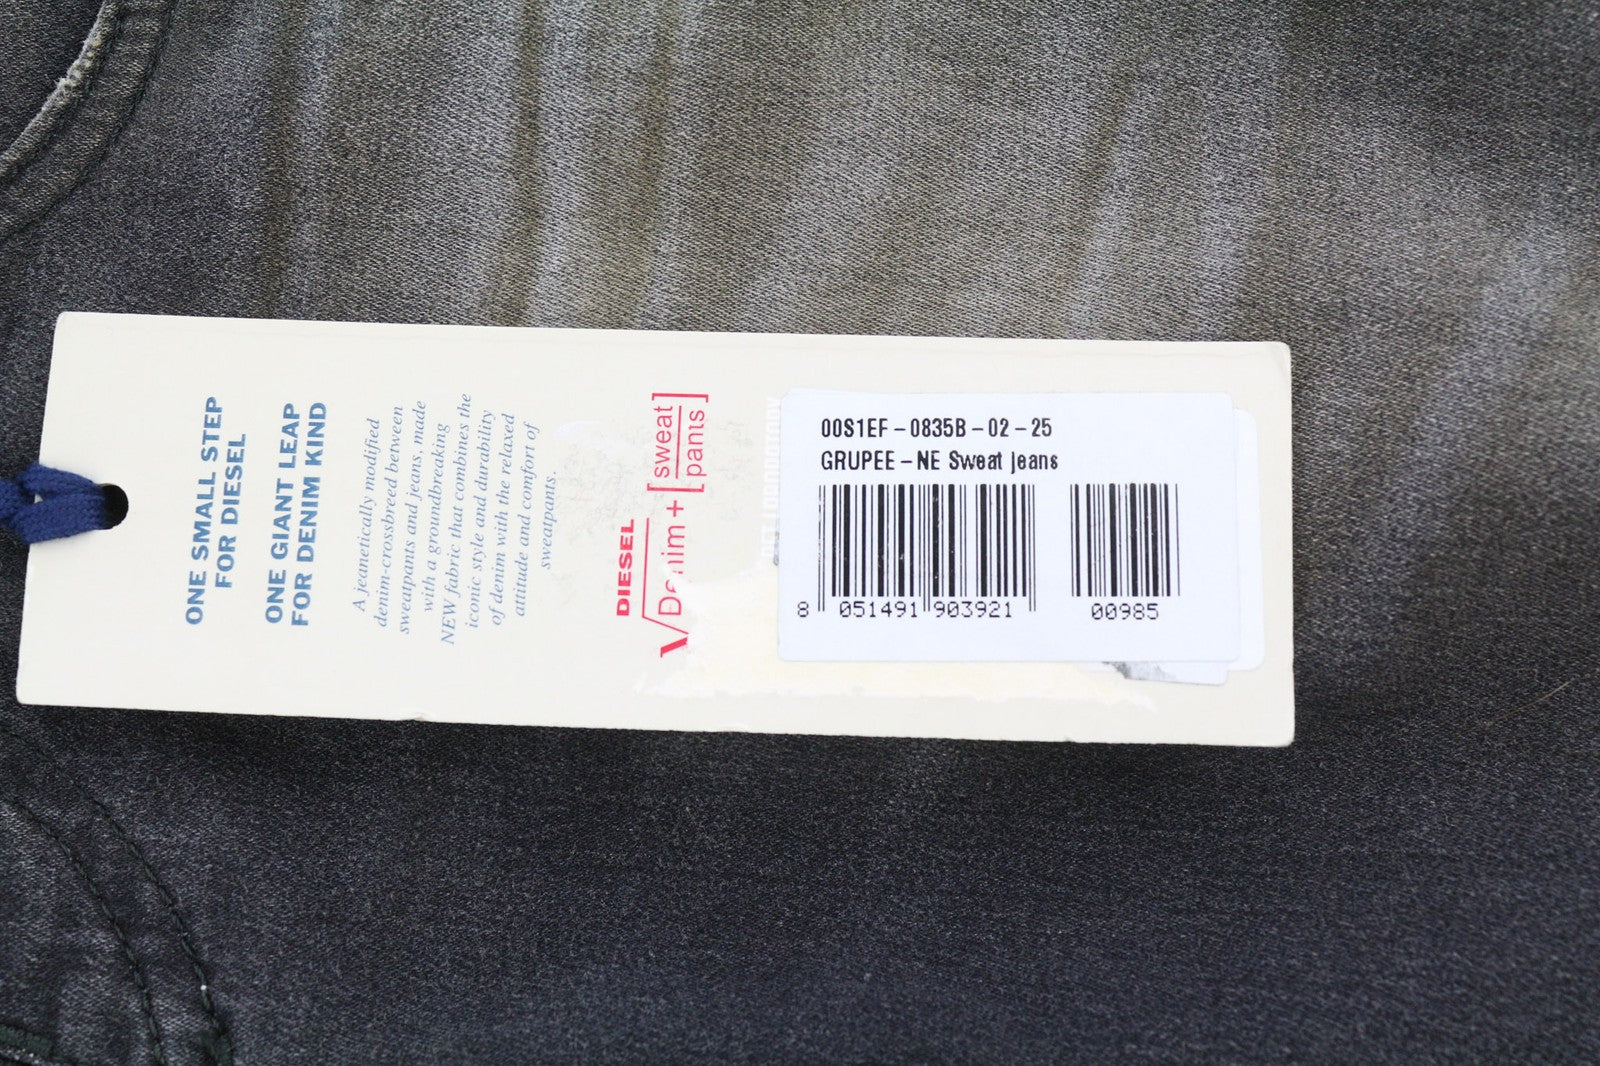 ONE SMALL STEP
FOR DIESEL
ONE GIANT LEAP
FOR DENIM KIND
A jeanetically modified
denim-crossbreed between
sweatpants and jeans, made
with a groundbreaking
NEW fabric that combines the
iconic style and durability
of denim with the relaxed
attitude and comfort of
sweatpants.
DIESEL
√Denim + [sweat
pants]
00S1EF-0835B-02-25
GRUPEE-NE Sweat jeans
8 051491 903921
00985